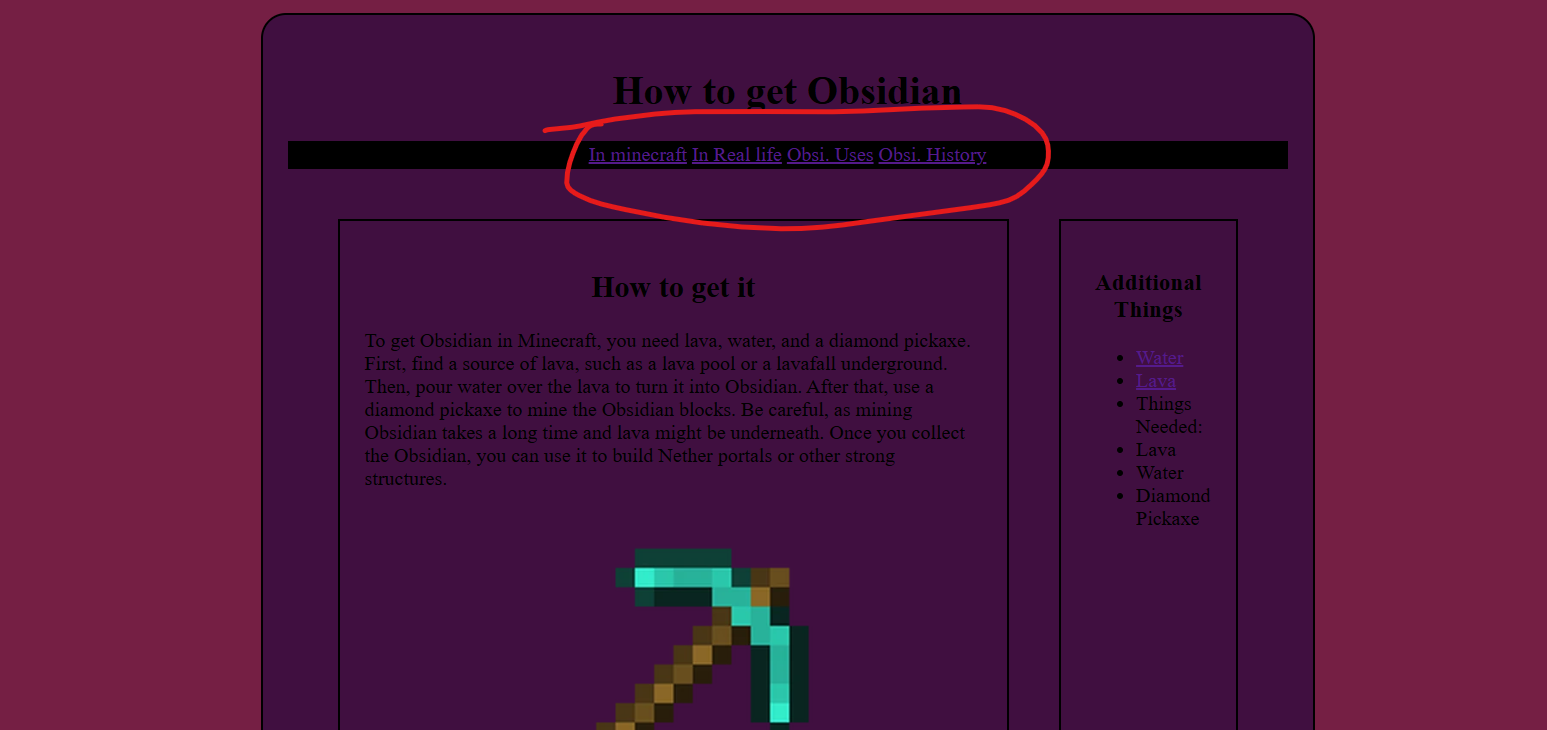 How to get Obsidian
In minecraft In Real life Obsi. Uses Obsi. History
How to get it
To get Obsidian in Minecraft, you need lava, water, and a diamond pickaxe.
First, find a source of lava, such as a lava pool or a lavafall underground.
Then, pour water over the lava to turn it into Obsidian. After that, use a
diamond pickaxe to mine the Obsidian blocks. Be careful, as mining
Obsidian takes a long time and lava might be underneath. Once you collect
the Obsidian, you can use it to build Nether portals or other strong
structures.
Additional
Things
Water
Lava
Things
Needed:
Lava
Water
Diamond
Pickaxe